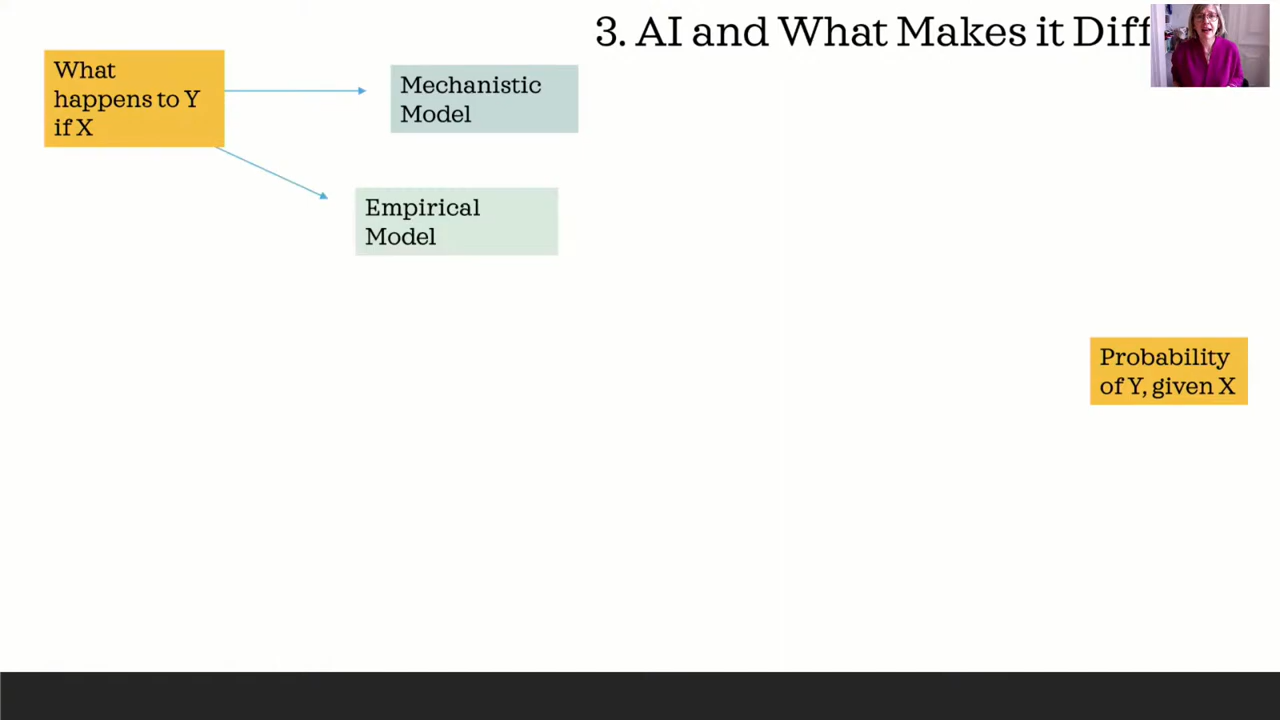 3. AI and What Makes it Diff
What
happens to Y
if X
Mechanistic
Model
Empirical
Model
Probability
of Y, given X